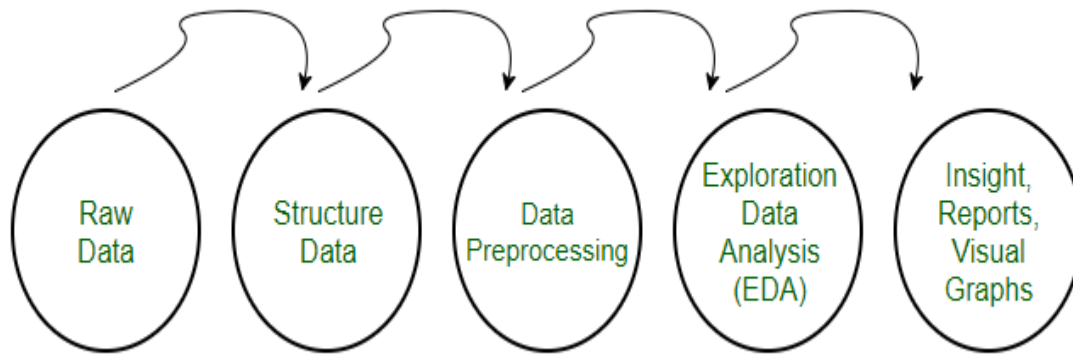 Raw
Data
Structure
Data
Data
Preprocessing
Exploration
Data
Analysis
(EDA)
Insight,
Reports,
Visual
Graphs